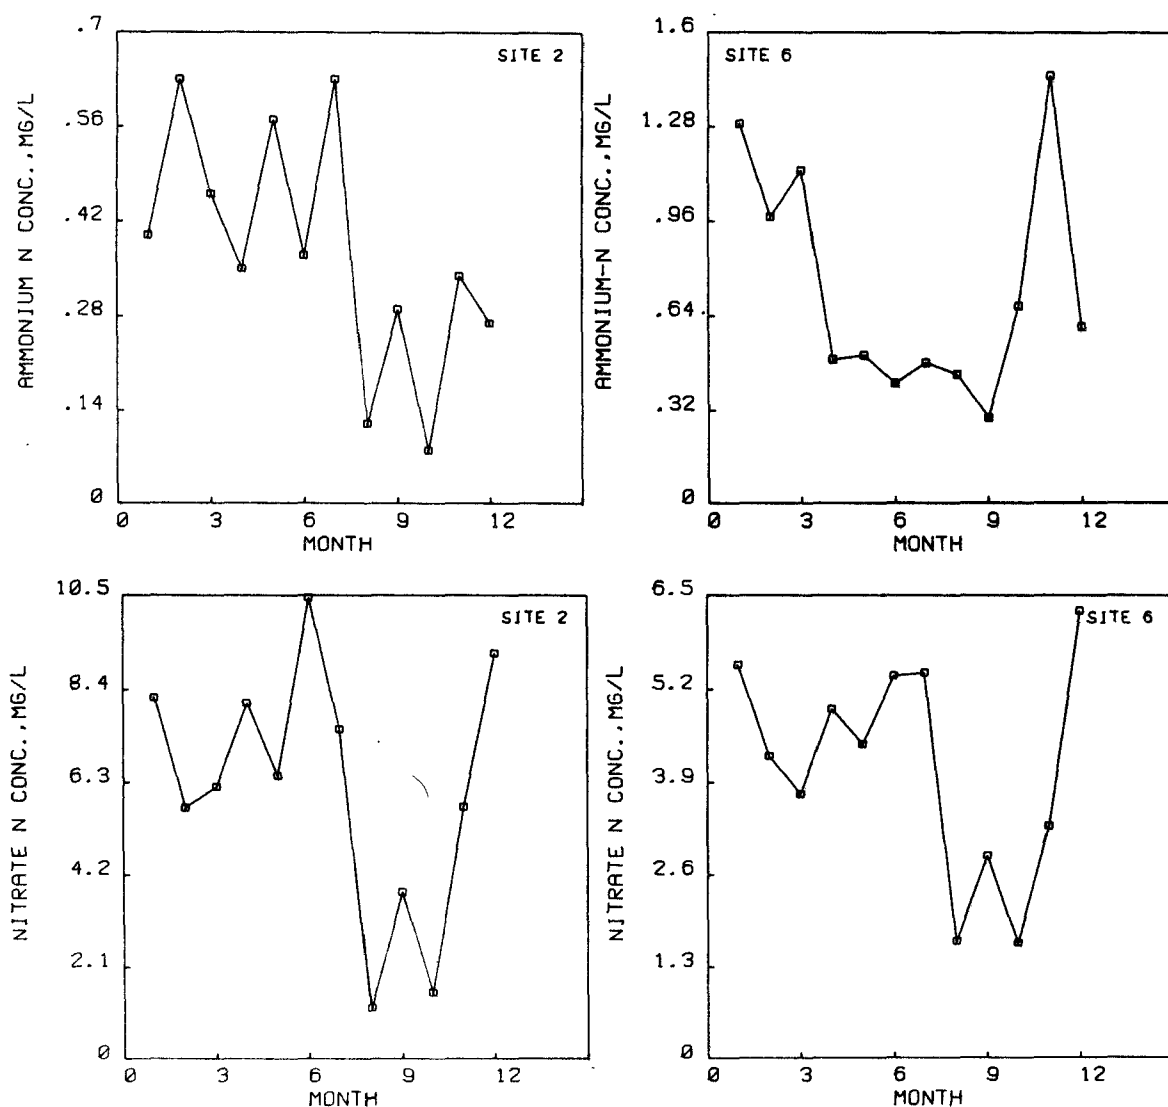 .7
.56
.42
.28
.14
0
AMMONIUM N CONC.,MG/L
SITE 2
0 3 6 9 12
MONTH
1.6
1.28
.96
.64
.32
0
AMMONIUM-N CONC.,MG/L
SITE 6
0 3 6 9 12
MONTH
10.5
8.4
6.3
4.2
2.1
0
NITRATE N CONC.,MG/L
SITE 2
0 3 6 9 12
MONTH
6.5
5.2
3.9
2.6
1.3
0
NITRATE N CONC.,MG/L
SITE 6
0 3 6 9 12
MONTH